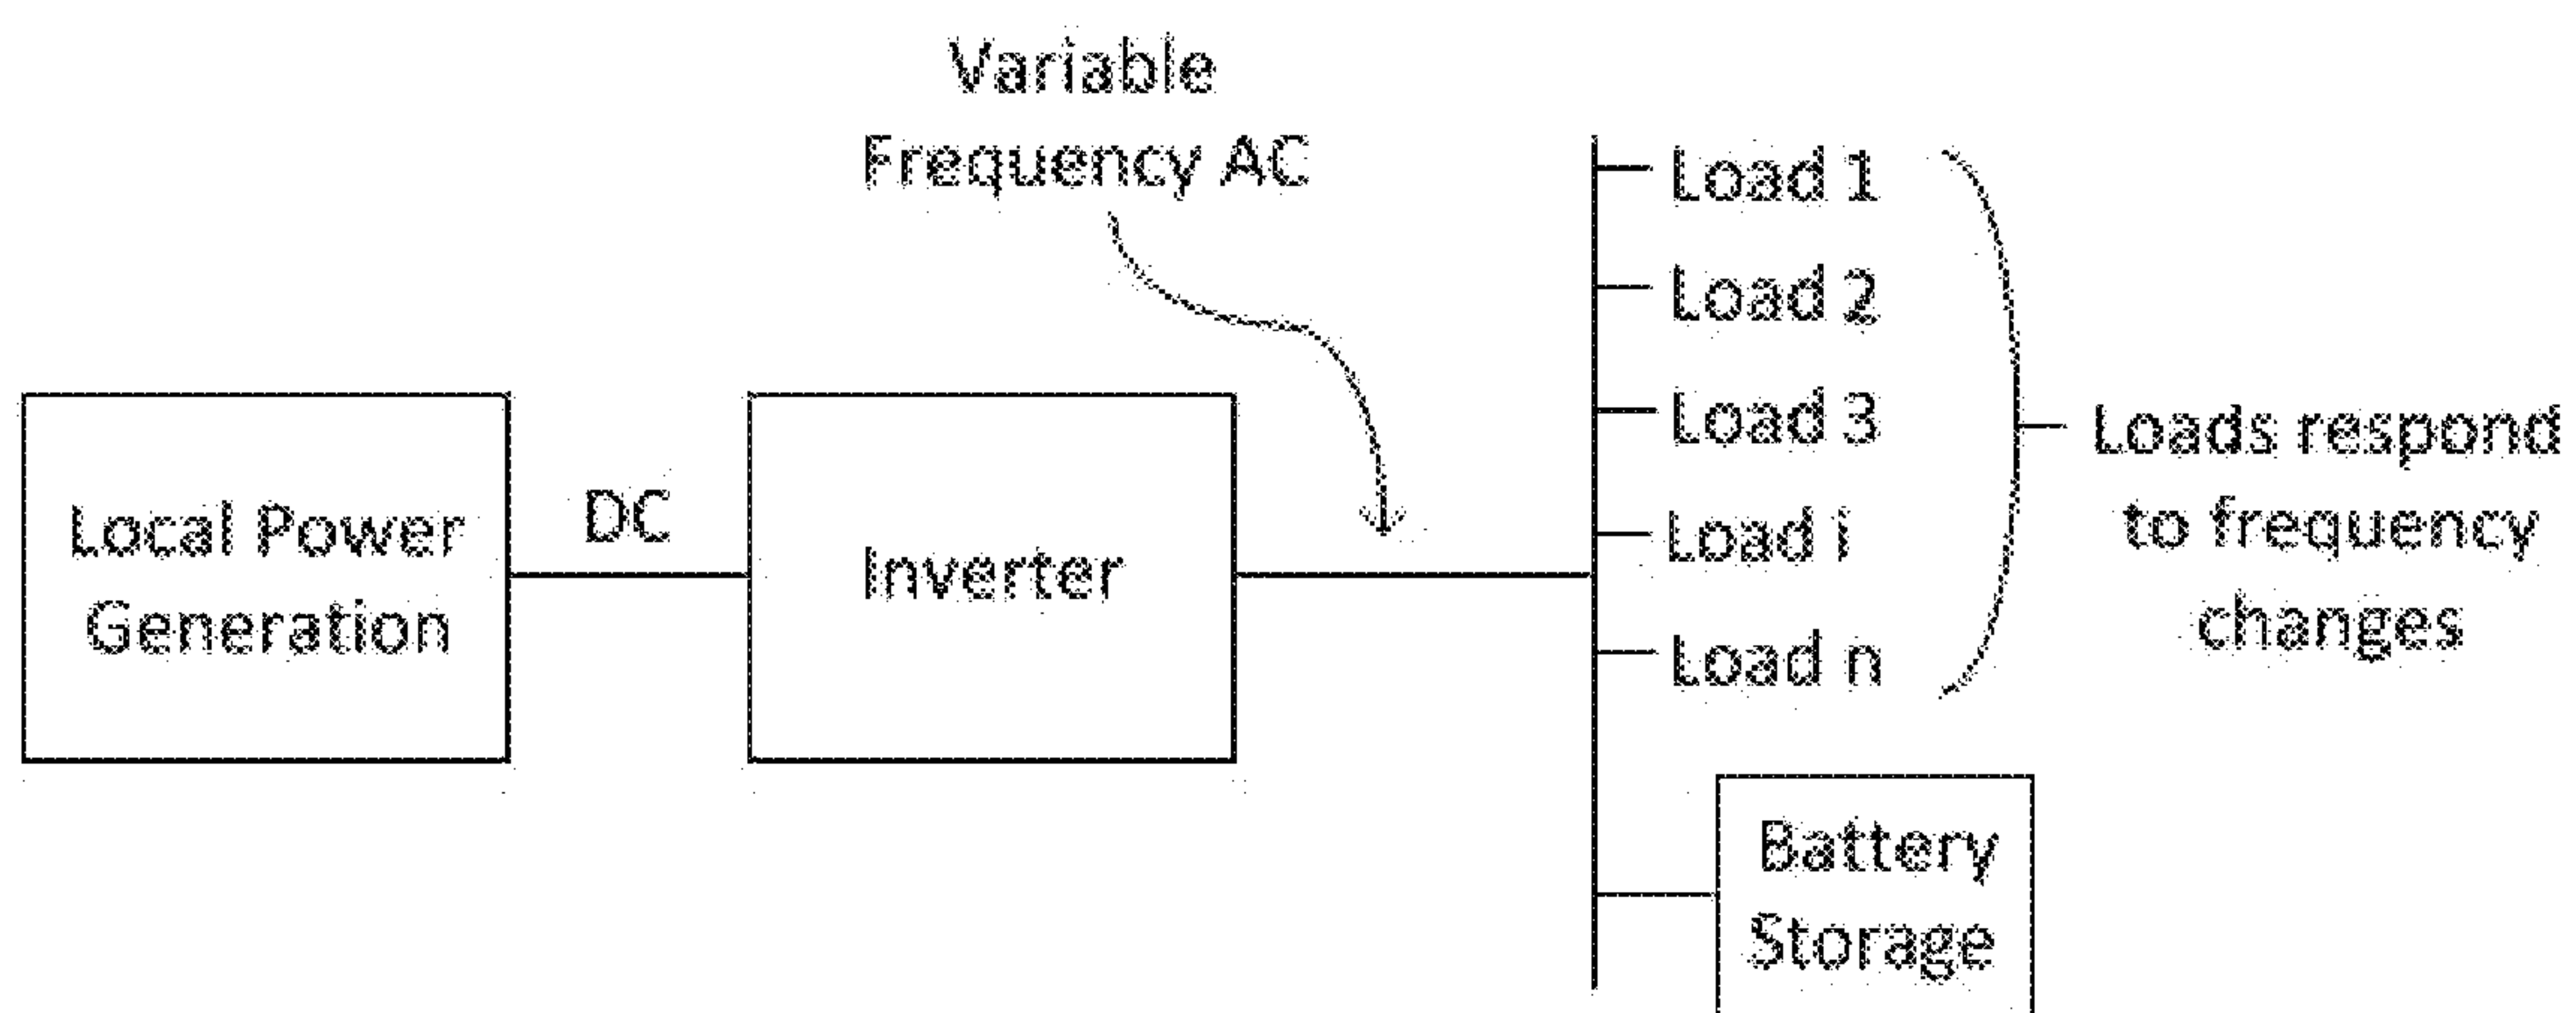 Variable
Frequency AC
Load 1
Load 2
Load 3
Load i
Load n
Loads respond
to frequency
changes
Local Power
Generation
DC
Inverter
Battery
Storage